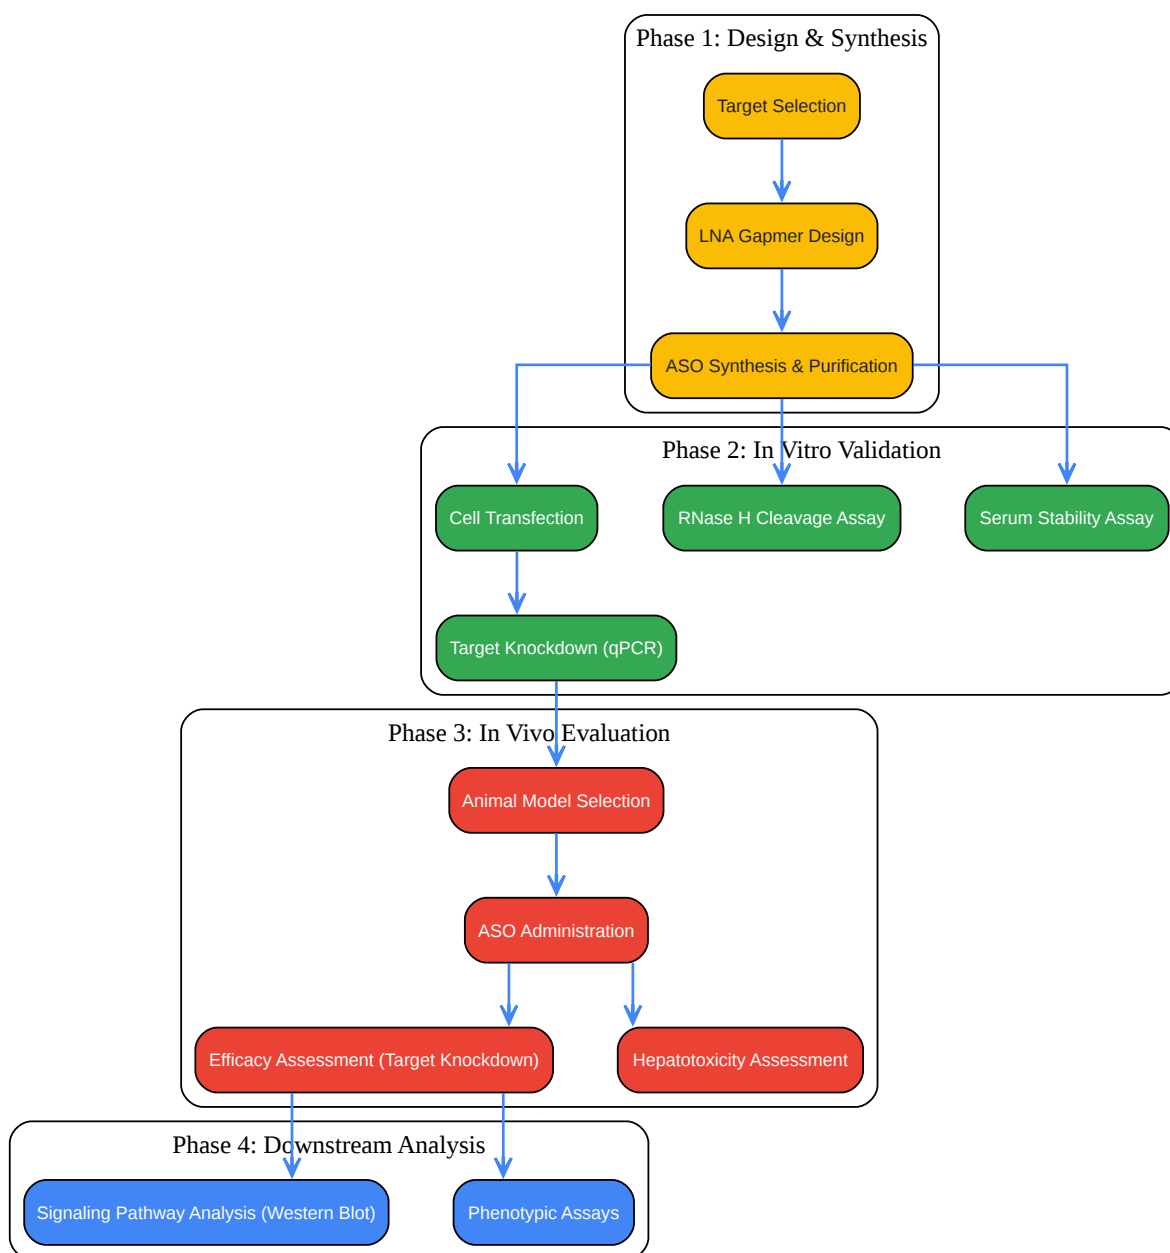 Phase 1: Design & Synthesis
Target Selection
LNA Gapmer Design
ASO Synthesis & Purification
Phase 2: In Vitro Validation
Cell Transfection
RNase H Cleavage Assay
Serum Stability Assay
Target Knockdown (qPCR)
Phase 3: In Vivo Evaluation
Animal Model Selection
ASO Administration
Efficacy Assessment (Target Knockdown)
Hepatotoxicity Assessment
Phase 4: Downstream Analysis
Signaling Pathway Analysis (Western Blot)
Phenotypic Assays